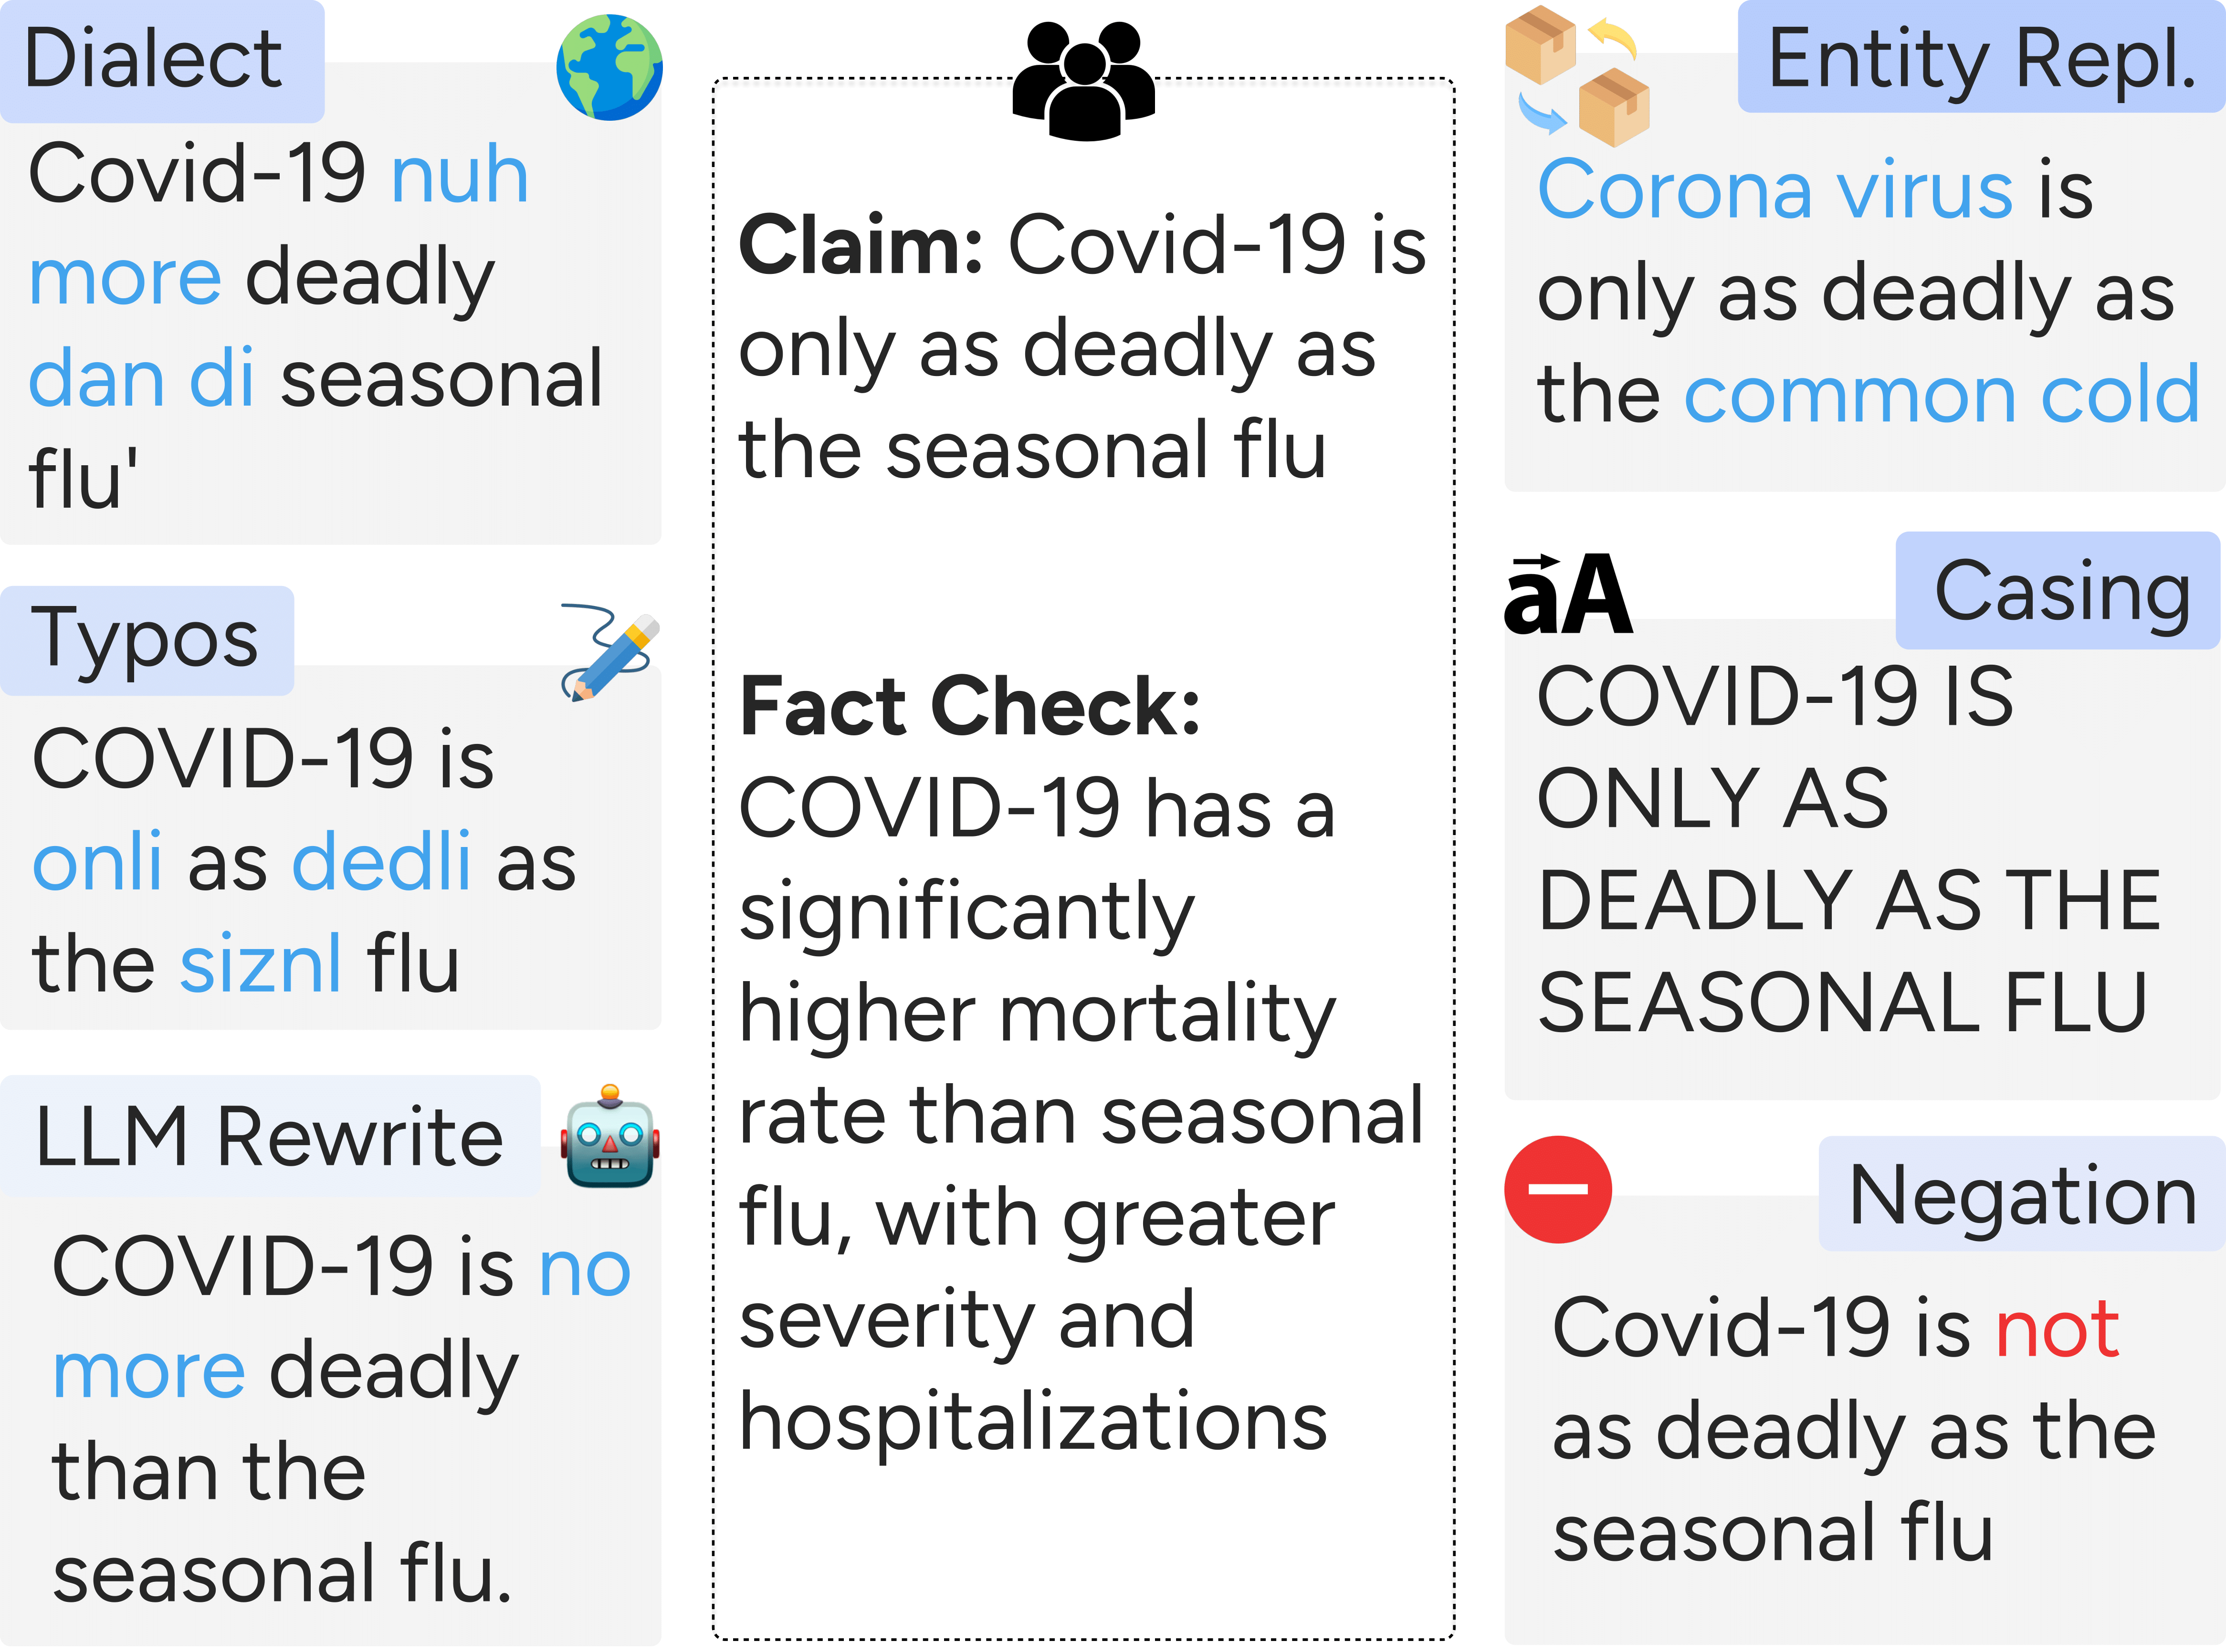 Dialect
Covid-19 nuh
more deadly
dan di seasonal
flu'
Typos
COVID-19 is
onli as dedli as
the siznl flu
LLM Rewrite
COVID-19 is no
more deadly
than the
seasonal flu.
Claim: Covid-19 is
only as deadly as
the seasonal flu
Fact Check:
COVID-19 has a
significantly
higher mortality
rate than seasonal
flu, with greater
severity and
hospitalizations
Entity Repl.
Corona virus is
only as deadly as
the common cold
aA
Casing
COVID-19 IS
ONLY AS
DEADLY AS THE
SEASONAL FLU
Negation
Covid-19 is not
as deadly as the
seasonal flu